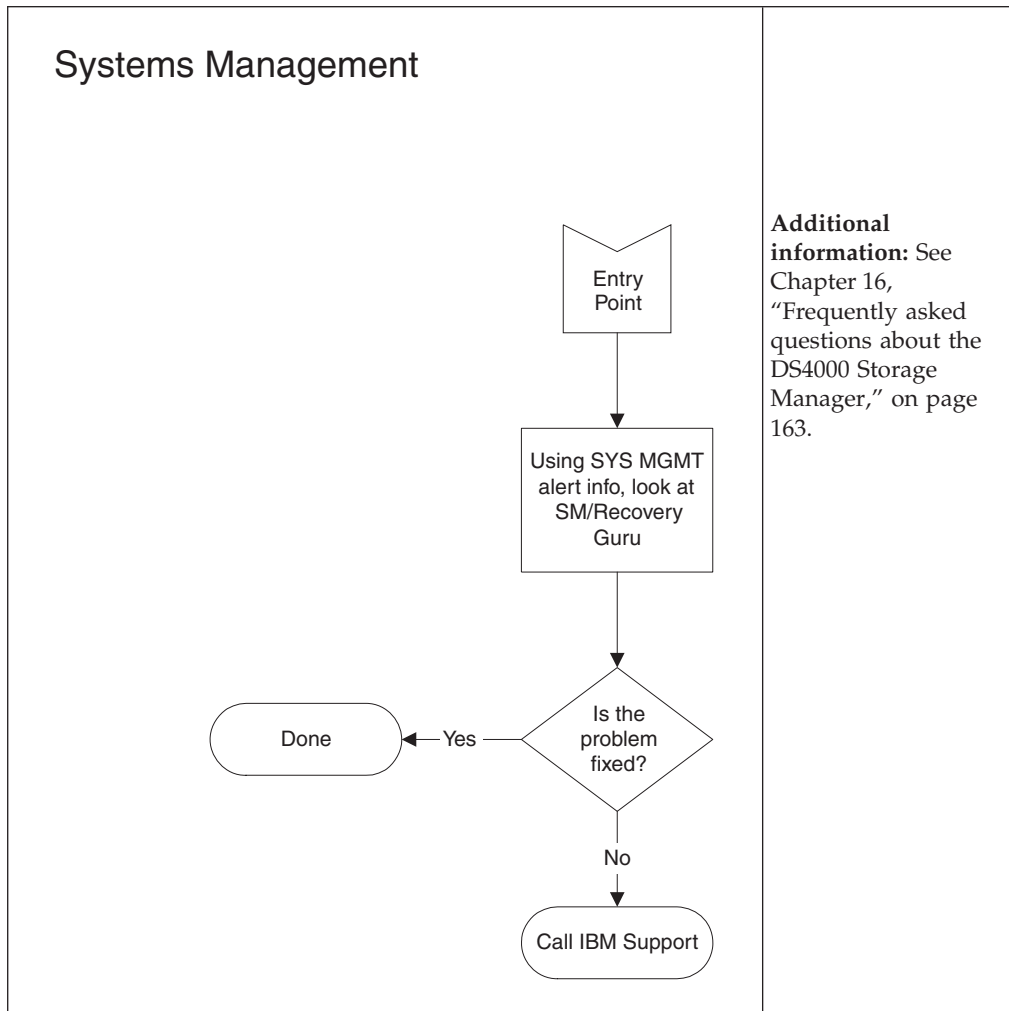 Systems Management
Entry
Point
Using SYS MGMT
alert info, look at
SM/Recovery
Guru
Is the
problem
fixed?
Yes
Done
No
Call IBM Support
Additional
information: See
Chapter 16,
“Frequently asked
questions about the
DS4000 Storage
Manager,” on page
163.